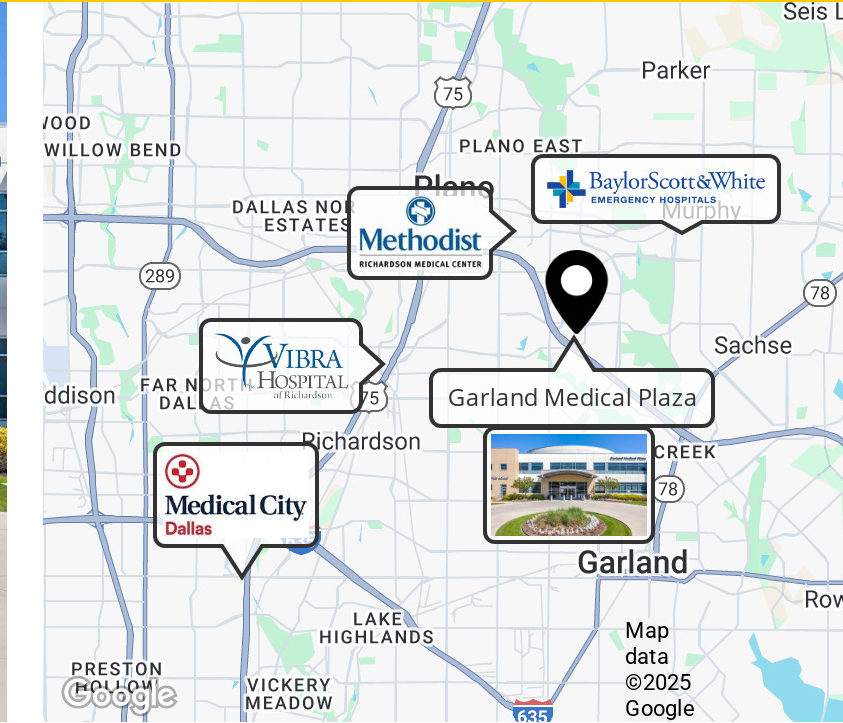 Seis L
Parker
75
WOOD
WILLOW BEND
PLANO EAST
Plano
BaylorScott&White
EMERGENCY HOSPITALS
Murphy
DALLAS NOR
ESTATES
Methodist
RICHARDSON MEDICAL CENTER
289
78
Sachse
VIBRA
HOSPITAL
of Richardson
75
ddison
FAR NORTH
DALLAS
Garland Medical Plaza
Richardson
CREEK
Medical City
Dallas
78
635
Garland
Row
LAKE
HIGHLANDS
Map
data
©2025
Google
PRESTON
HOLLOW
Google
VICKERY
MEADOW
635